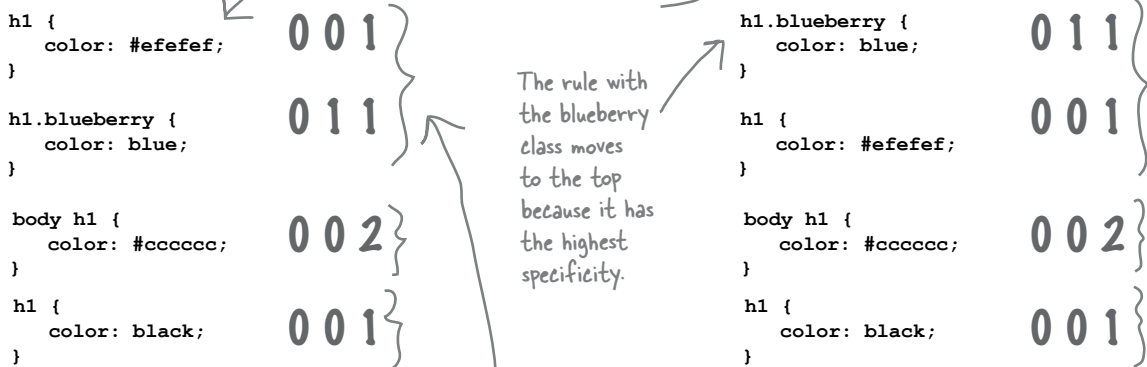 h1 {
color: #efefef;
}
0 0 1
h1.blueberry {
color: blue;
}
0 1 1
body h1 {
color: #cccccc;
}
0 0 2
h1 {
color: black;
}
0 0 1
The rule with
the blueberry
class moves
to the top
because it has
the highest
specificity.
h1.blueberry {
color: blue;
}
0 1 1
h1 {
color: #efefef;
}
0 0 1
body h1 {
color: #cccccc;
}
0 0 2
h1 {
color: black;
}
0 0 1